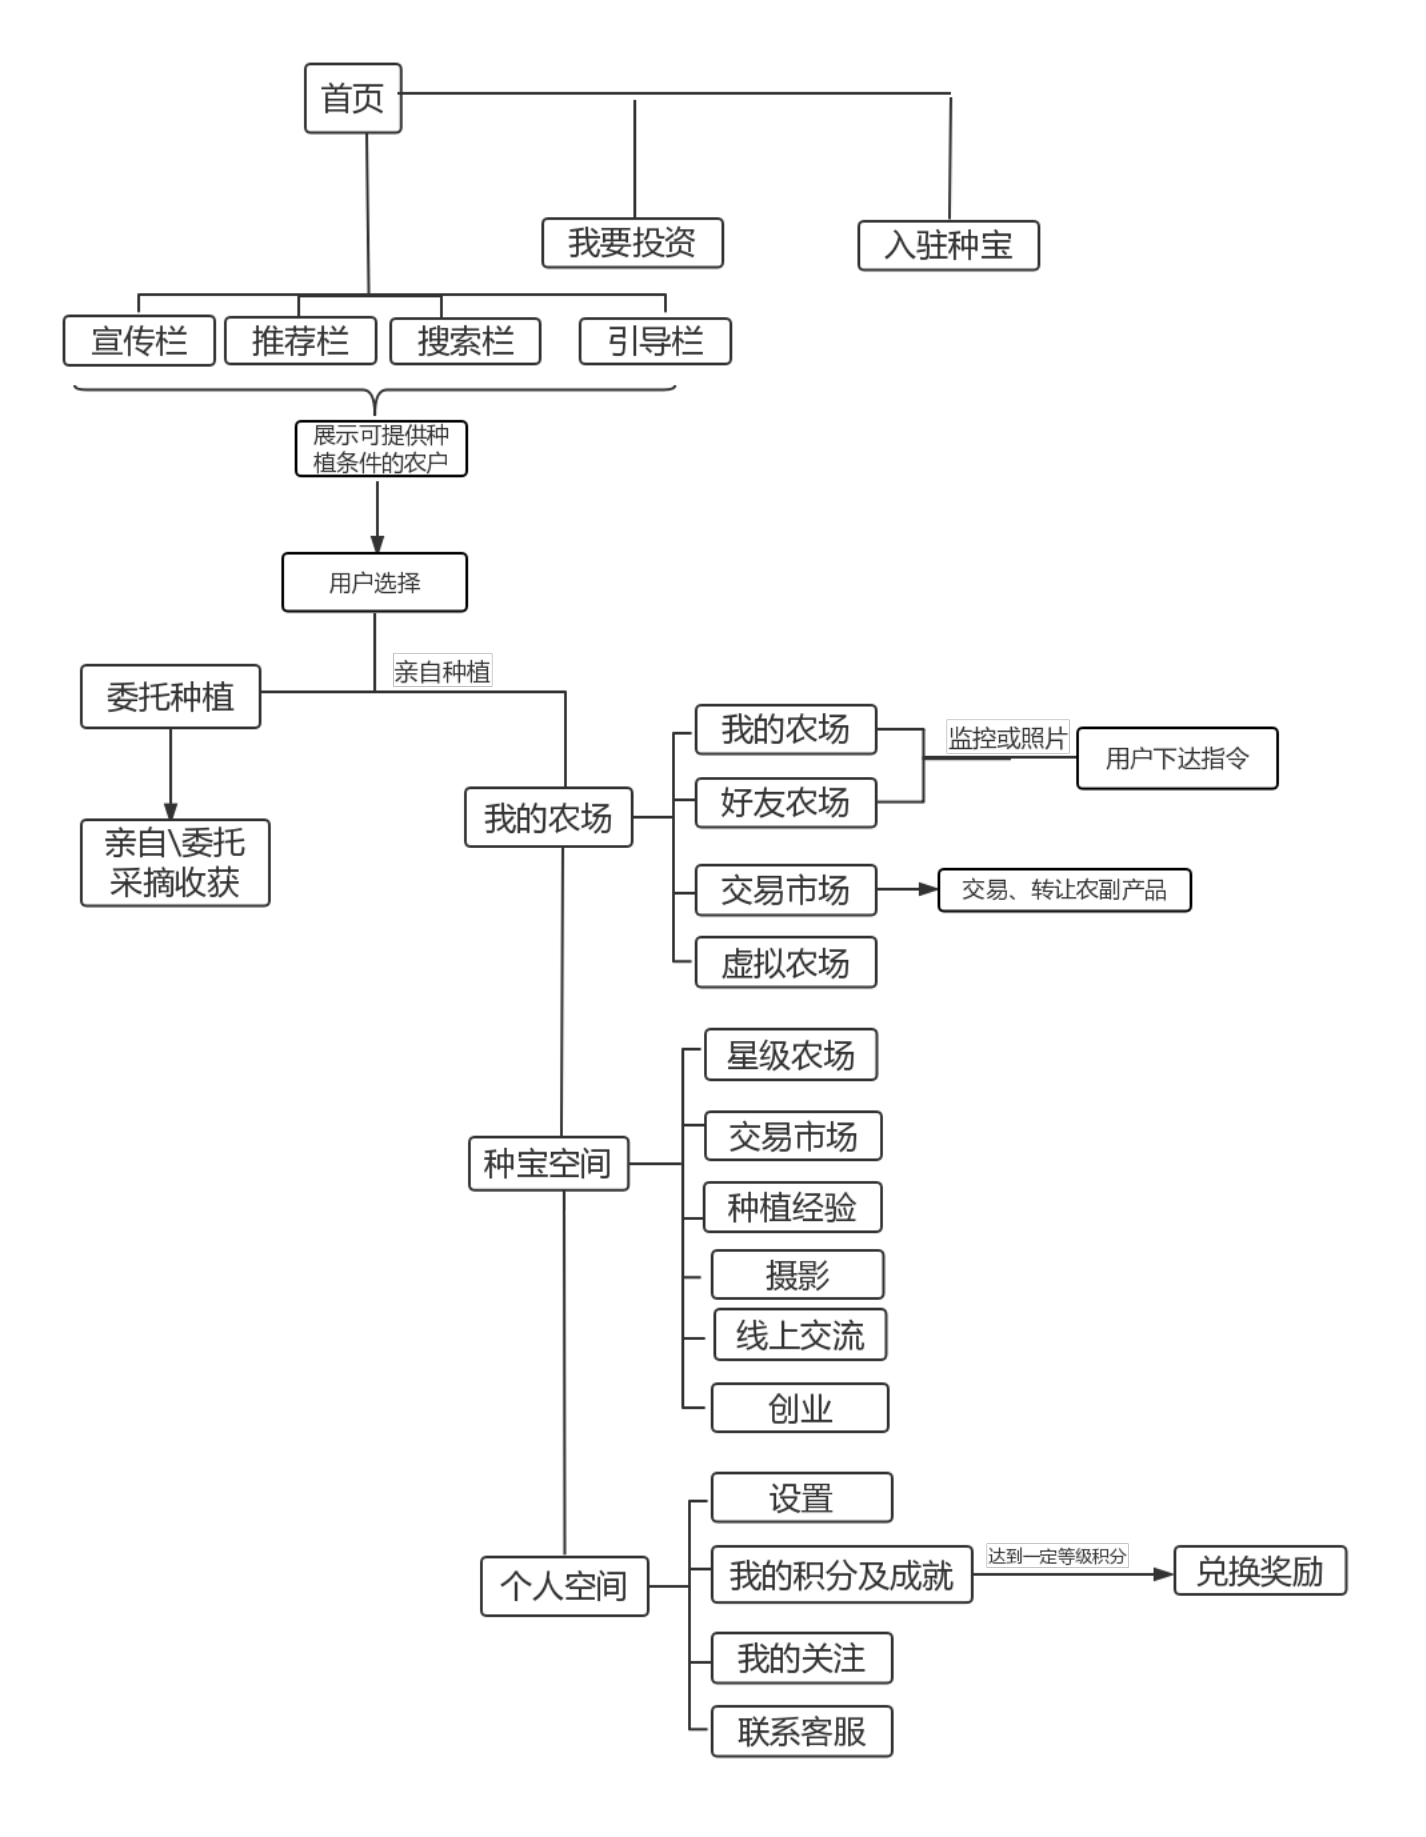 首页
我要投资
入驻种宝
宣传栏
推荐栏
搜索栏
引导栏
展示可提供种
植条件的农户
用户选择
亲自种植
委托种植
亲自\委托
采摘收获
我的农场
我的农场
好友农场
监控或照片
用户下达指令
交易市场
交易、转让农副产品
虚拟农场
种宝空间
星级农场
交易市场
种植经验
摄影
线上交流
创业
个人空间
设置
我的积分及成就
达到一定等级积分
兑换奖励
我的关注
联系客服